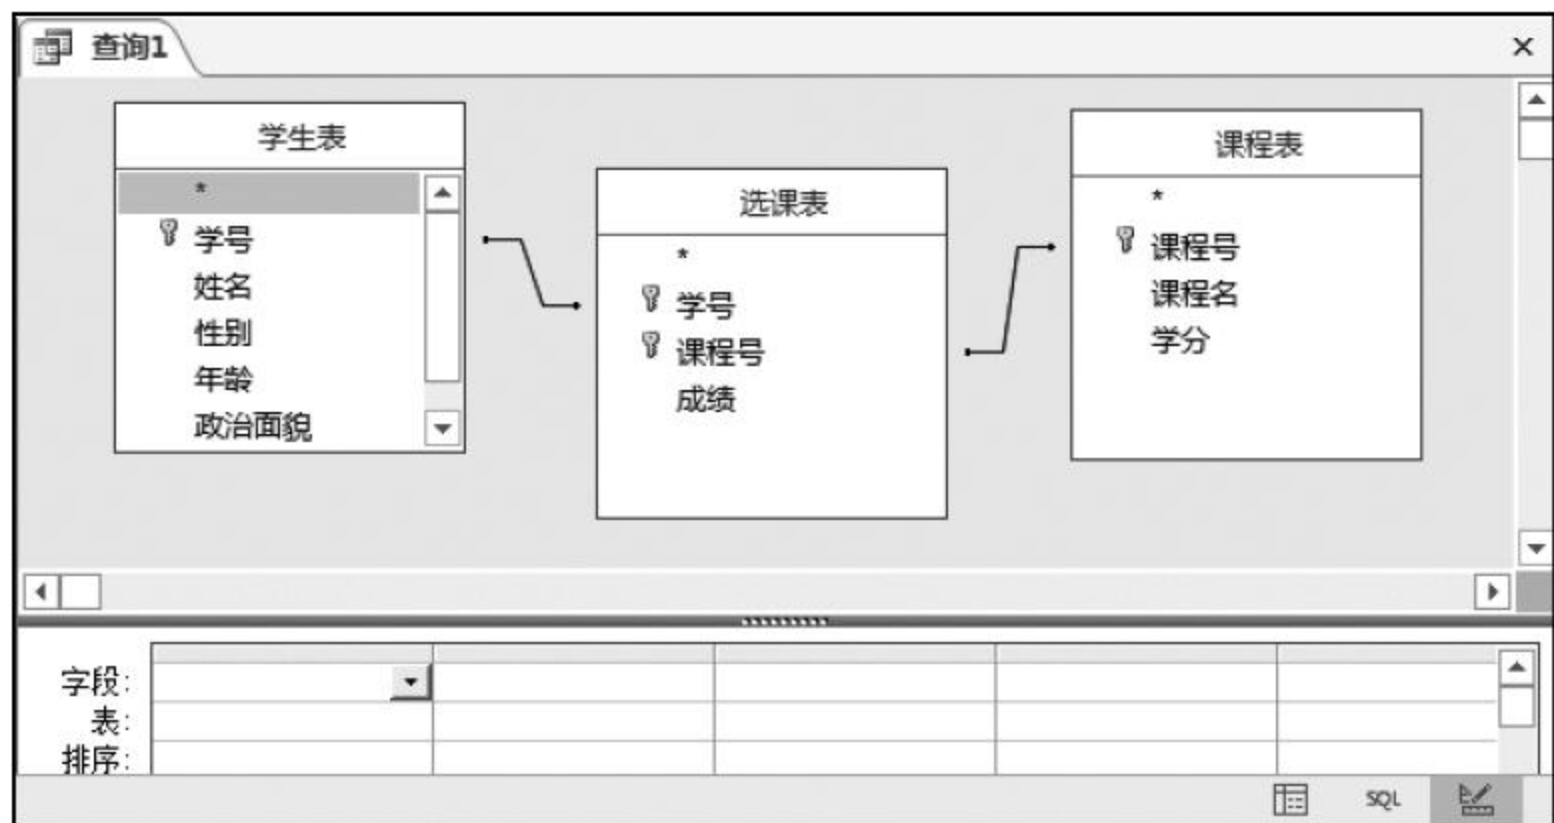 查询1
×
学生表
*
学号
姓名
性别
年龄
政治面貌
选课表
*
学号
课程号
成绩
课程表
*
课程号
课程名
学分
字段:
表:
排序:
SQL